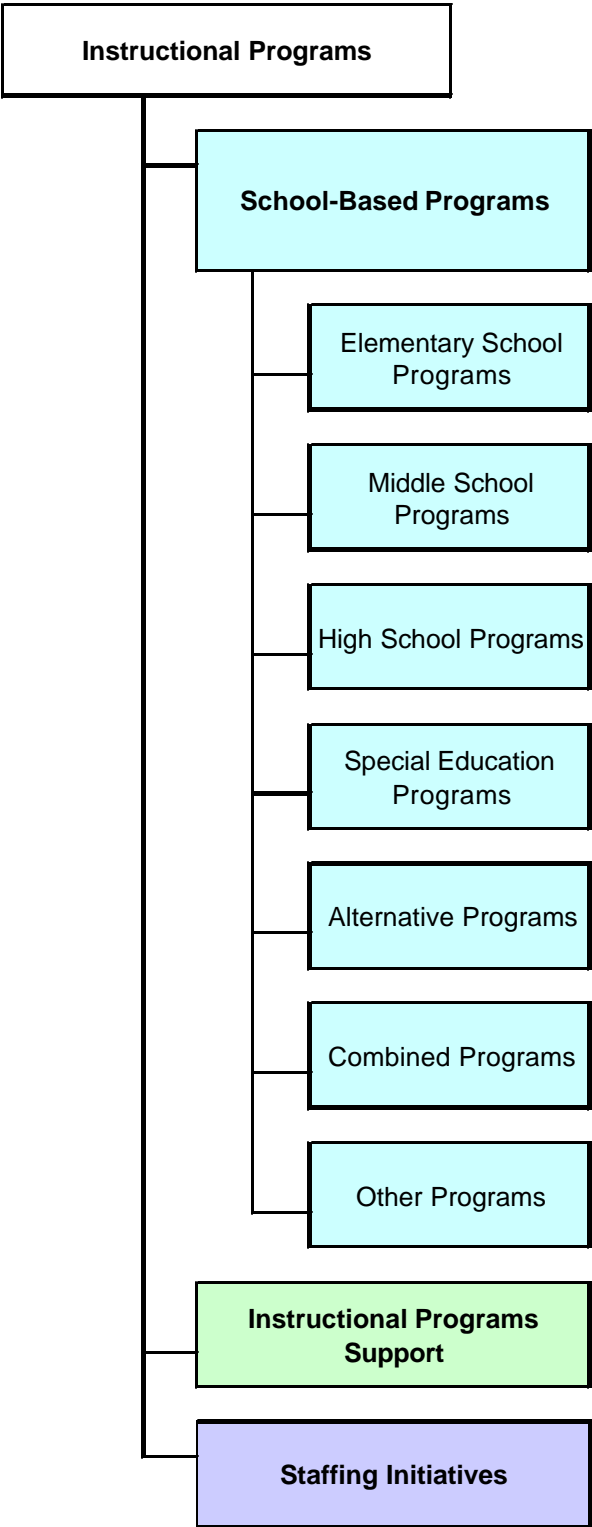 Instructional Programs
School-Based Programs
Elementary School
Programs
Middle School
Programs
High School Programs
Special Education
Programs
Alternative Programs
Combined Programs
Other Programs
Instructional Programs
Support
Staffing Initiatives